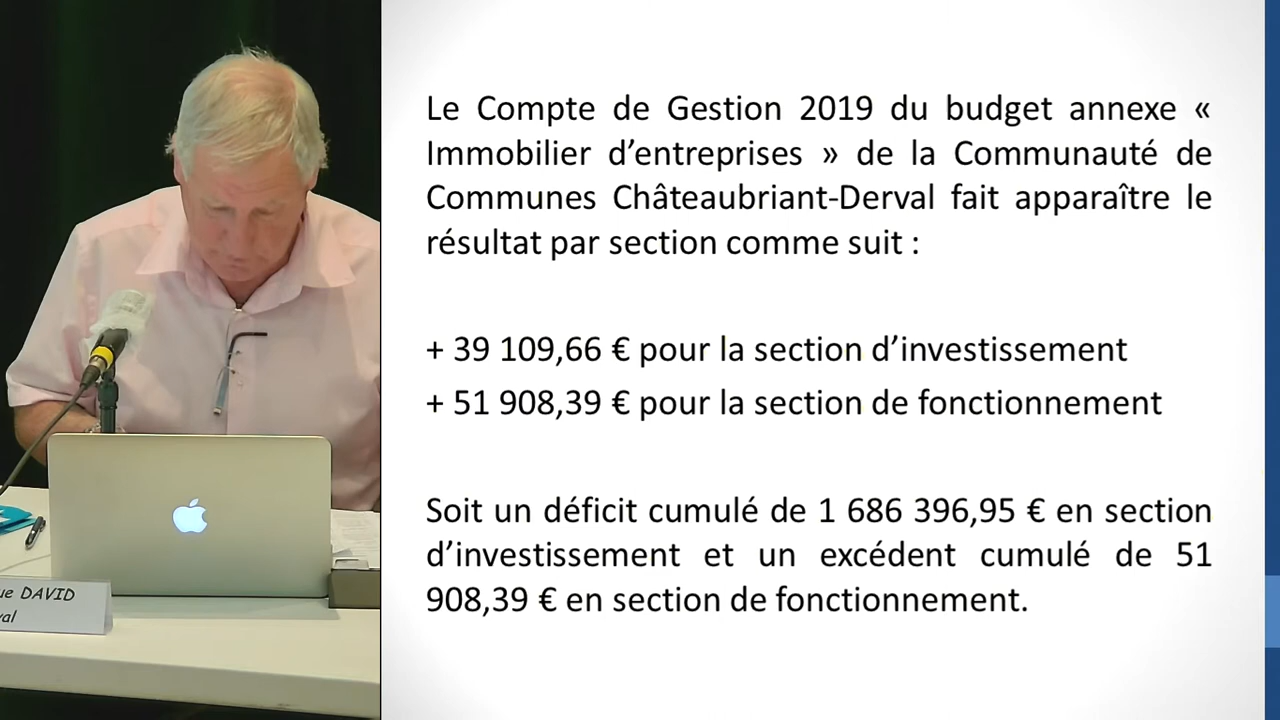 Le Compte de Gestion 2019 du budget annexe «
Immobilier d’entreprises » de la Communauté de
Communes Châteaubriant-Derval fait apparaître le
résultat par section comme suit :
+ 39 109,66 € pour la section d’investissement
+ 51 908,39 € pour la section de fonctionnement
Soit un déficit cumulé de 1 686 396,95 € en section
d’investissement et un excédent cumulé de 51
908,39 € en section de fonctionnement.
DAVID